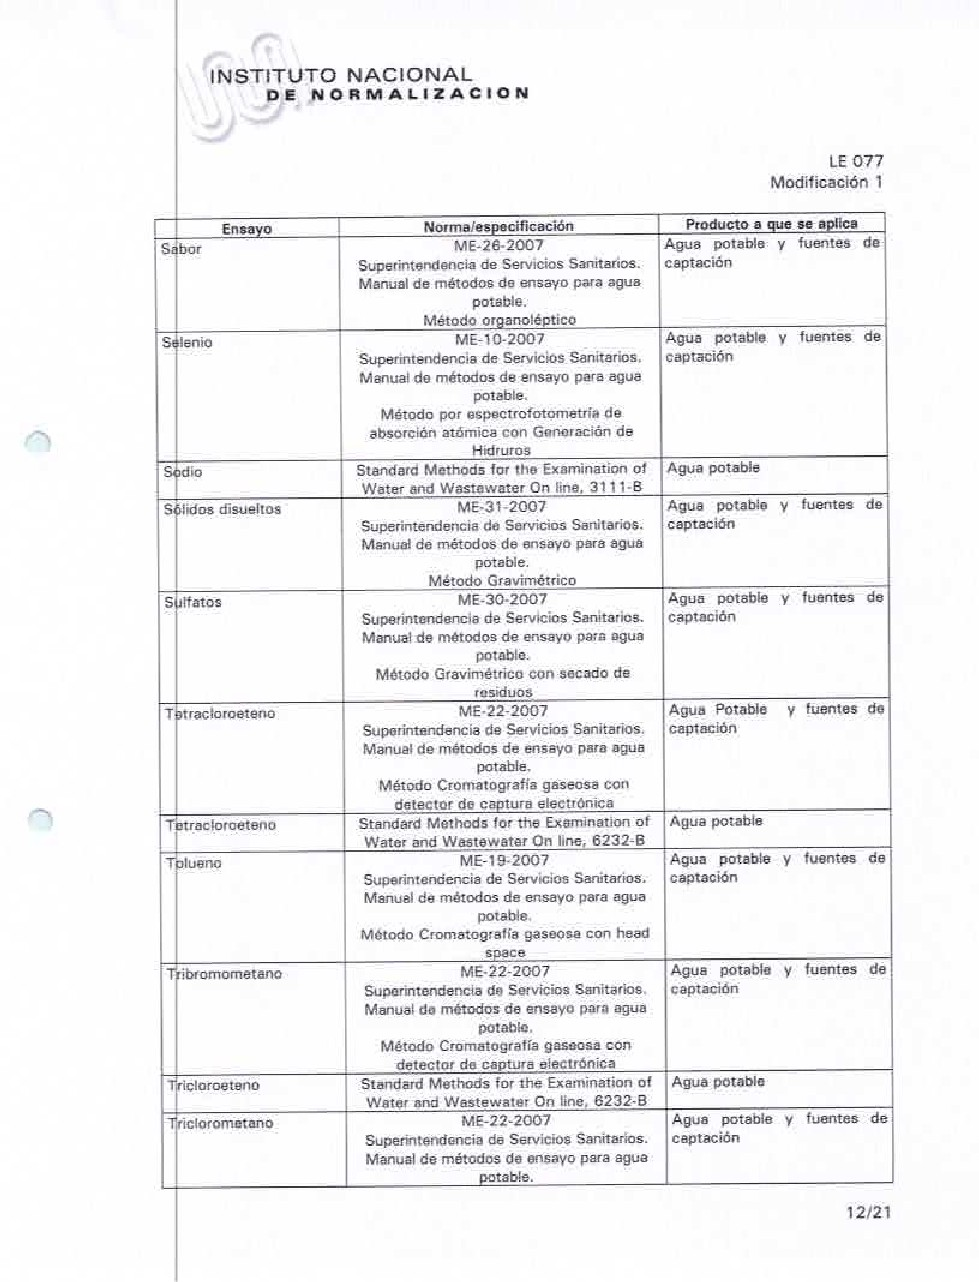 INSTITUTO NACIONAL
DE NORMALIZACION
LE 077
Modificación 1
Ensayo Norma/especificación Producto a que se aplica
Sabor ME-26-2007 Agua potable y fuentes de
Superintendencia de Servicios Sanitarios. captación
Manual de métodos de ensayo para agua
potable.
Método organoléptico
Selenio ME-10-2007 Agua potable y fuentes de
Superintendencia de Servicios Sanitarios. captación
Manual de métodos de ensayo para agua
potable.
Método por espectrofotometría de
absorción atómica con Generación de
Hidruros
Sodio Standard Methods for the Examination of Agua potable
Water and Wastewater On line, 3111-B
Sólidos disueltos ME-31-2007 Agua potable y fuentes de
Superintendencia de Servicios Sanitarios. captación
Manual de métodos de ensayo para agua
potable.
Método Gravimétrico
Sulfatos ME-30-2007 Agua potable y fuentes de
Superintendencia de Servicios Sanitarios. captación
Manual de métodos de ensayo para agua
potable.
Método Gravimétrico con secado de
residuos
Tetracloroeteno ME-22-2007 Agua Potable y fuentes de
Superintendencia de Servicios Sanitarios. captación
Manual de métodos de ensayo para agua
potable.
Método Cromatografía gaseosa con
detector de captura electrónica
Tetracloroeteno Standard Methods for the Examination of Agua potable
Water and Wastewater On line, 6232-B
Tolueno ME-19-2007 Agua potable y fuentes de
Superintendencia de Servicios Sanitarios. captación
Manual de métodos de ensayo para agua
potable.
Método Cromatografía gaseosa con head
space
Tribromometano ME-22-2007 Agua potable y fuentes de
Superintendencia de Servicios Sanitarios. captación
Manual de métodos de ensayo para agua
potable.
Método Cromatografía gaseosa con
detector de captura electrónica
Tricloroeteno Standard Methods for the Examination of Agua potable
Water and Wastewater On line, 6232-B
Triclorometano ME-22-2007 Agua potable y fuentes de
Superintendencia de Servicios Sanitarios. captación
Manual de métodos de ensayo para agua
potable.
12/21